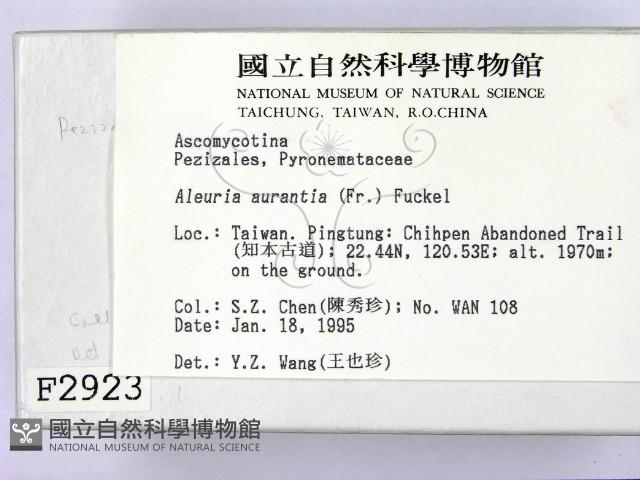 國立自然科學博物館
NATIONAL MUSEUM OF NATURAL SCIENCE
TAICHUNG, TAIWAN, R.O.CHINA
Peziza
Ascomycotina
Pezizales, Pyronemataceae
Aleuria aurantia (Fr.) Fuckel
Loc.: Taiwan. Pingtung: Chihpen Abandoned Trail
(知本古道); 22.44N, 120.53E; alt. 1970m;
on the ground.
Col.: S.Z. Chen(陳秀珍); No. WAN 108
Date: Jan. 18, 1995
Det.: Y.Z. Wang(王也珍)
F2923
國立自然科學博物館
NATIONAL MUSEUM OF NATURAL SCIENCE